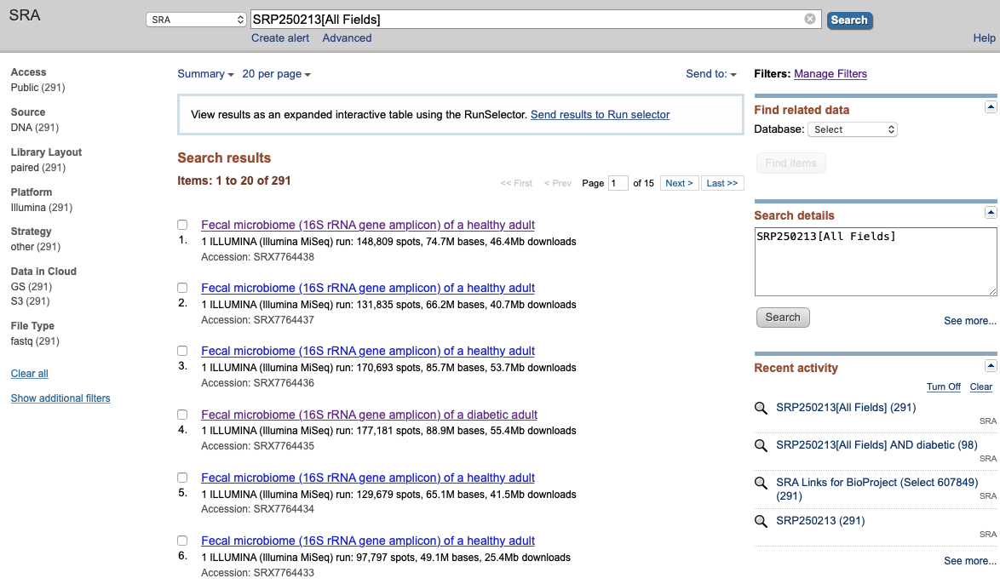 SRA
SRA
SRP250213[All Fields]
Search
Create alert Advanced
Help
Access
Public (291)
Source
DNA (291)
Library Layout
paired (291)
Platform
Illumina (291)
Strategy
other (291)
Data in Cloud
GS (291)
S3 (291)
File Type
fastq (291)
Clear all
Show additional filters
Summary 20 per page Send to:
View results as an expanded interactive table using the RunSelector. Send results to Run selector
Search results
Items: 1 to 20 of 291
<< First < Prev Page 1 of 15 Next > Last >>
Fecal microbiome (16S rRNA gene amplicon) of a healthy adult
1. 1 ILLUMINA (Illumina MiSeq) run: 148,809 spots, 74.7M bases, 46.4Mb downloads
Accession: SRX7764438
Fecal microbiome (16S rRNA gene amplicon) of a healthy adult
2. 1 ILLUMINA (Illumina MiSeq) run: 131,835 spots, 66.2M bases, 40.7Mb downloads
Accession: SRX7764437
Fecal microbiome (16S rRNA gene amplicon) of a healthy adult
3. 1 ILLUMINA (Illumina MiSeq) run: 170,693 spots, 85.7M bases, 53.7Mb downloads
Accession: SRX7764436
Fecal microbiome (16S rRNA gene amplicon) of a diabetic adult
4. 1 ILLUMINA (Illumina MiSeq) run: 177,181 spots, 88.9M bases, 55.4Mb downloads
Accession: SRX7764435
Fecal microbiome (16S rRNA gene amplicon) of a healthy adult
5. 1 ILLUMINA (Illumina MiSeq) run: 129,679 spots, 65.1M bases, 41.5Mb downloads
Accession: SRX7764434
Fecal microbiome (16S rRNA gene amplicon) of a healthy adult
6. 1 ILLUMINA (Illumina MiSeq) run: 97,797 spots, 49.1M bases, 25.4Mb downloads
Accession: SRX7764433
Filters: Manage Filters
Find related data
Database: Select
Find items
Search details
SRP250213[All Fields]
Search
See more...
Recent activity
Turn Off Clear
SRP250213[All Fields] (291)
SRA
SRP250213[All Fields] AND diabetic (98)
SRA
SRA Links for BioProject (Select 607849)
(291)
SRA
SRP250213 (291)
SRA
See more...